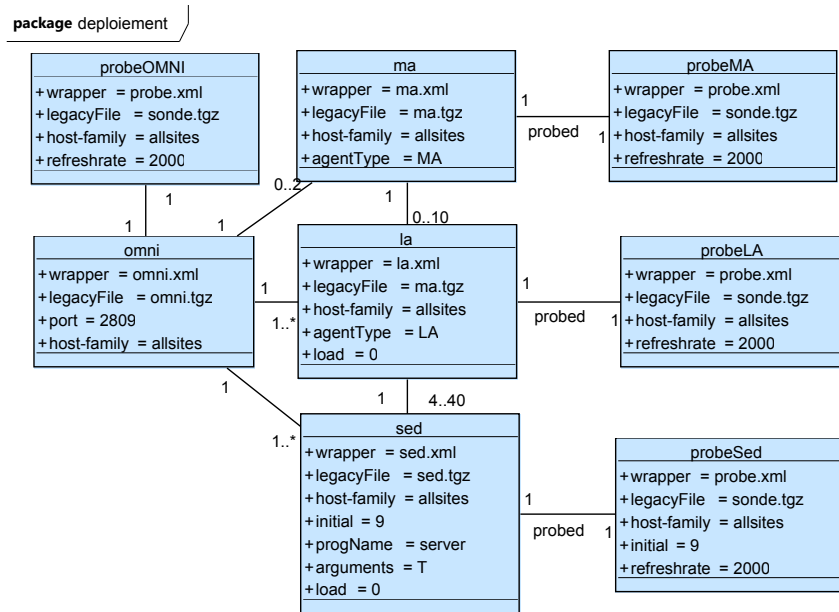 package deploiement
probeOMNI
+wrapper = probe.xml
+legacyFile = sonde.tgz
+host-family = allsites
+refreshrate = 2000
ma
+wrapper = ma.xml
+legacyFile = ma.tgz
+host-family = allsites
+agentType = MA
probeMA
+wrapper = probe.xml
+legacyFile = sonde.tgz
+host-family = allsites
+refreshrate = 2000
1
probed
1
1
1
0..2
1
1
0..10
omni
+wrapper = omni.xml
+legacyFile = omni.tgz
+port = 2809
+host-family = allsites
1
1..*
la
+wrapper = la.xml
+legacyFile = ma.tgz
+host-family = allsites
+agentType = LA
+load = 0
1
probed
1
probeLA
+wrapper = probe.xml
+legacyFile = sonde.tgz
+host-family = allsites
+refreshrate = 2000
1
1..*
1
4..40
sed
+wrapper = sed.xml
+legacyFile = sed.tgz
+host-family = allsites
+initial = 9
+progName = server
+arguments = T
+load = 0
1
probed
1
probeSed
+wrapper = probe.xml
+legacyFile = sonde.tgz
+host-family = allsites
+initial = 9
+refreshrate = 2000